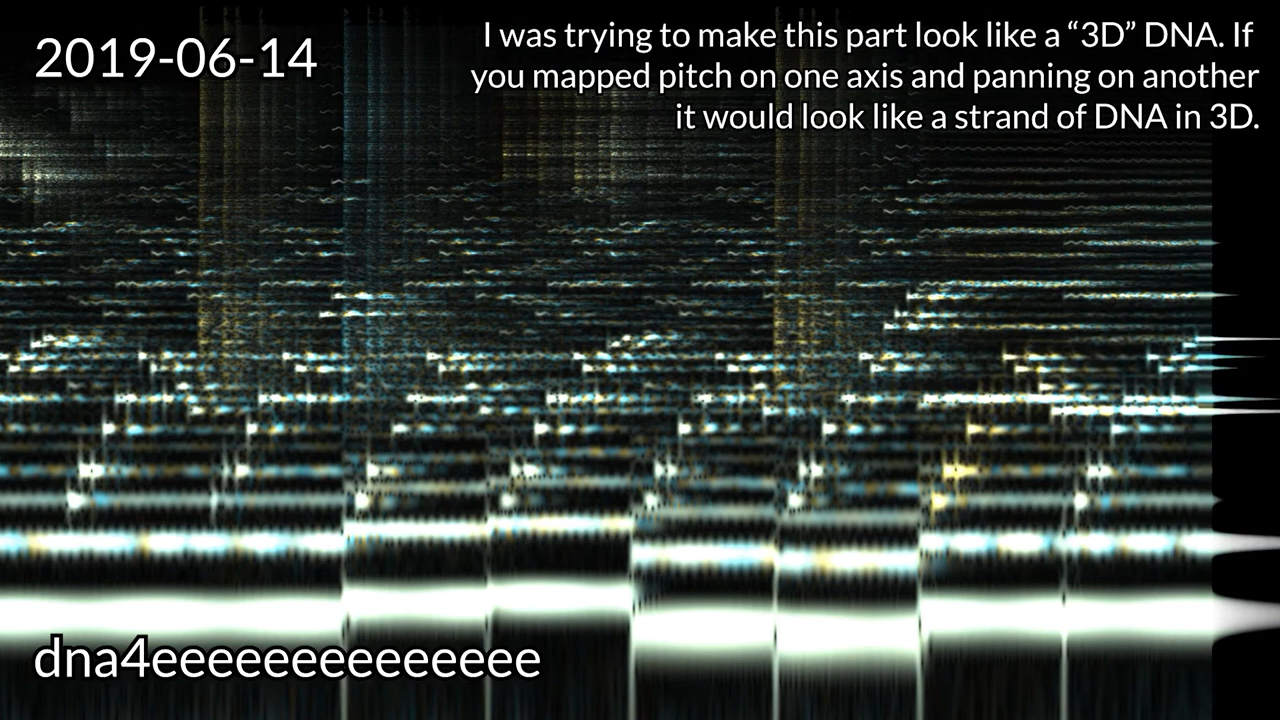 2019-06-14
I was trying to make this part look like a “3D” DNA. If
you mapped pitch on one axis and panning on another
it would look like a strand of DNA in 3D.
dna4eeeeeeeeeeeeeee